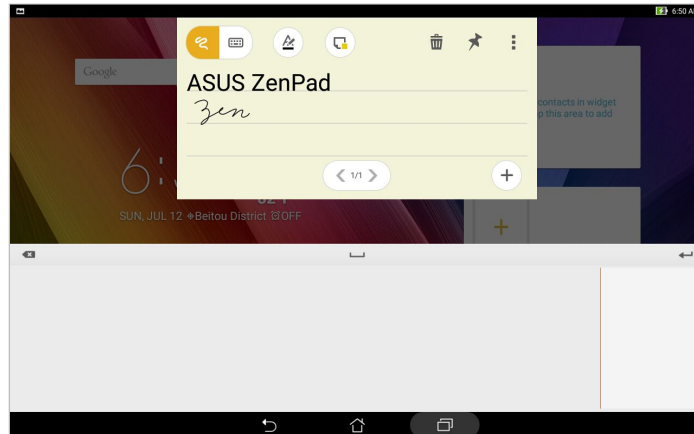 6:50 A
ASUS ZenPad
Zen
1/1
Google
contacts in widget
p this area to add
6:
SUN, JUL 12 Beitou District OFF